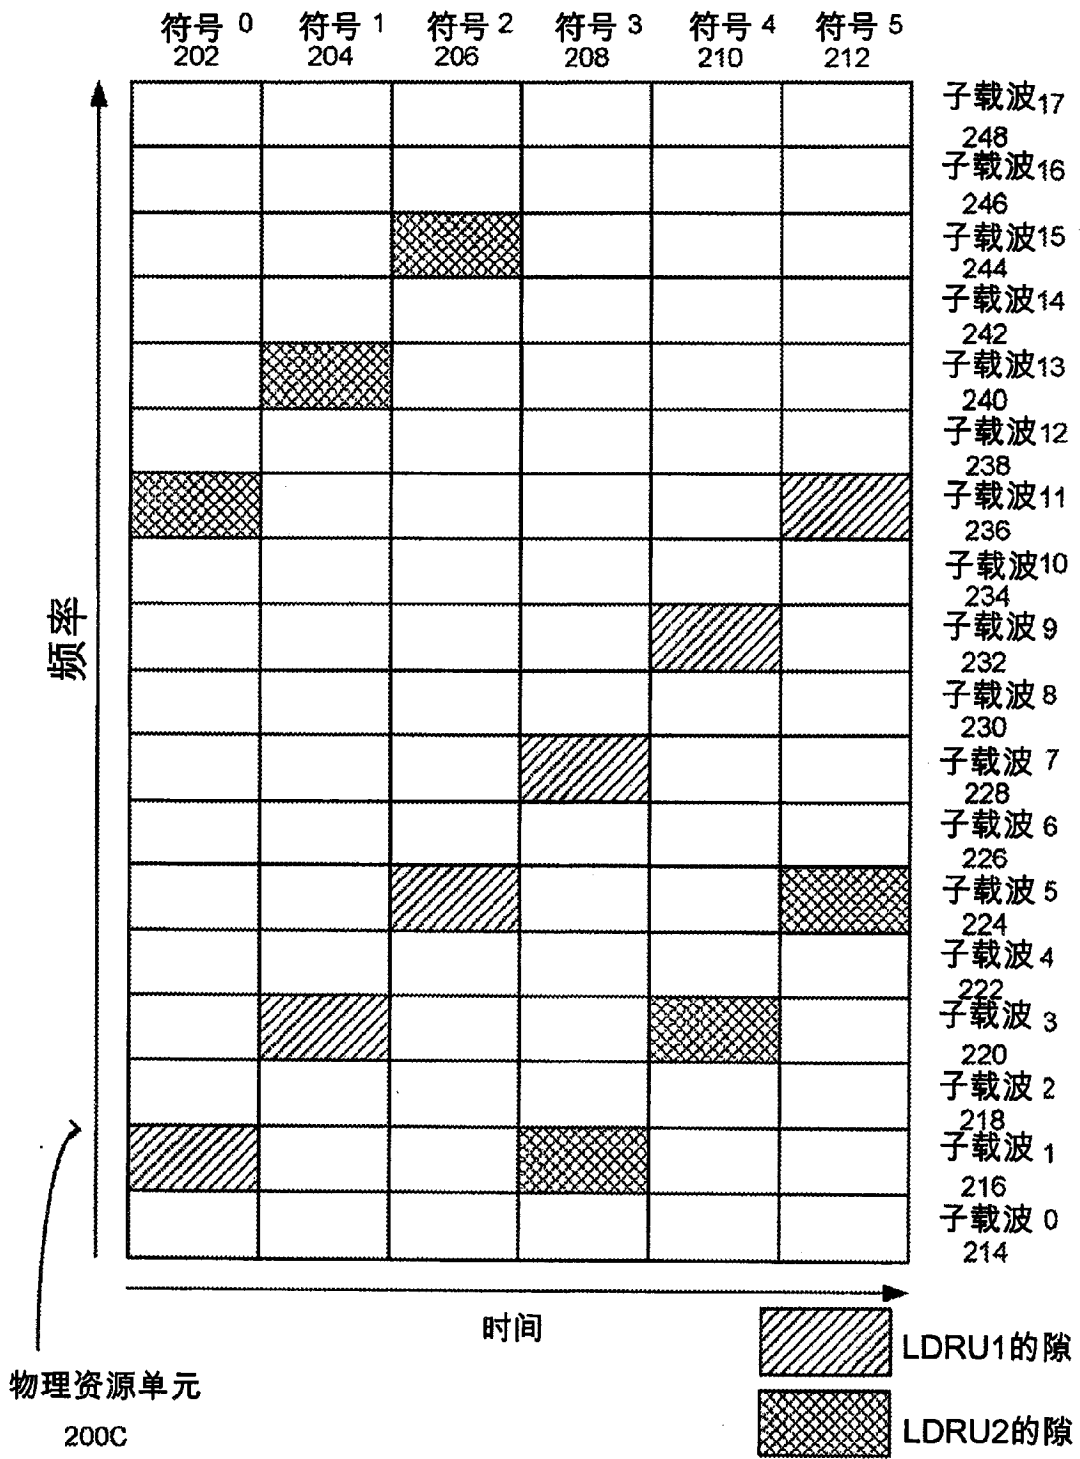 符号 0 符号 1 符号 2 符号 3 符号 4 符号 5
202 204 206 208 210 212
子载波17
248
子载波16
246
子载波15
244
子载波14
242
子载波13
240
子载波12
238
子载波11
236
子载波10
234
子载波 9
232
子载波 8
230
子载波 7
228
子载波 6
226
子载波 5
224
子载波 4
222
子载波 3
220
子载波 2
218
子载波 1
216
子载波 0
214
频率
时间
LDRU1的隙
LDRU2的隙
物理资源单元
200C